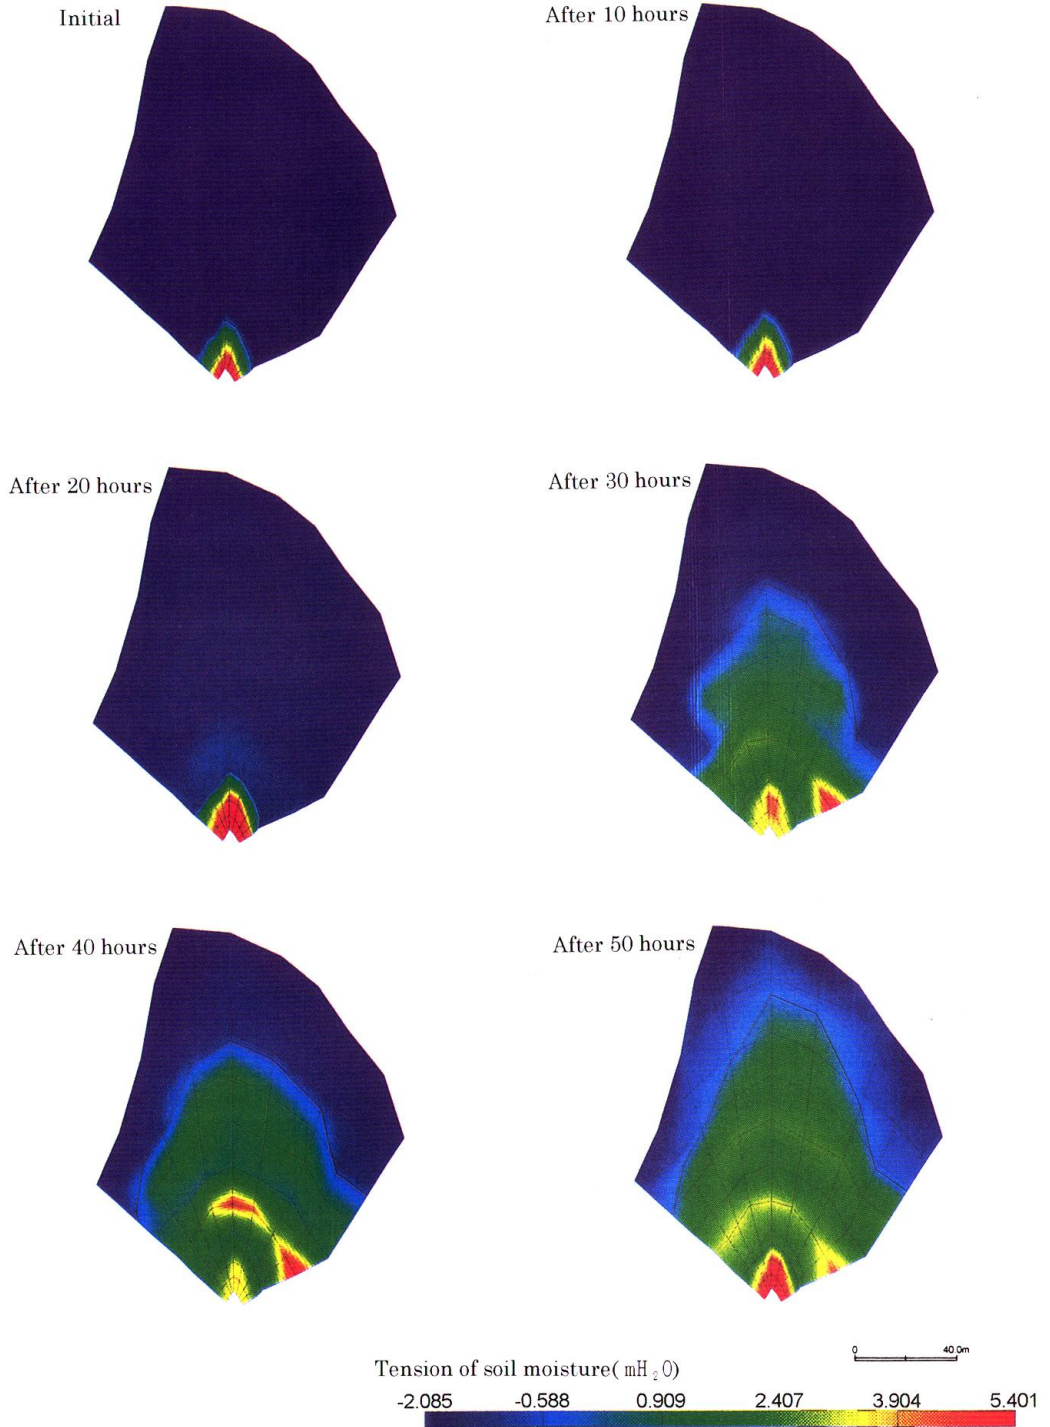 Initial
After 10 hours
After 20 hours
After 30 hours
After 40 hours
After 50 hours
0 40.0m
Tension of soil moisture( mH₂O)
-2.085 -0.588 0.909 2.407 3.904 5.401